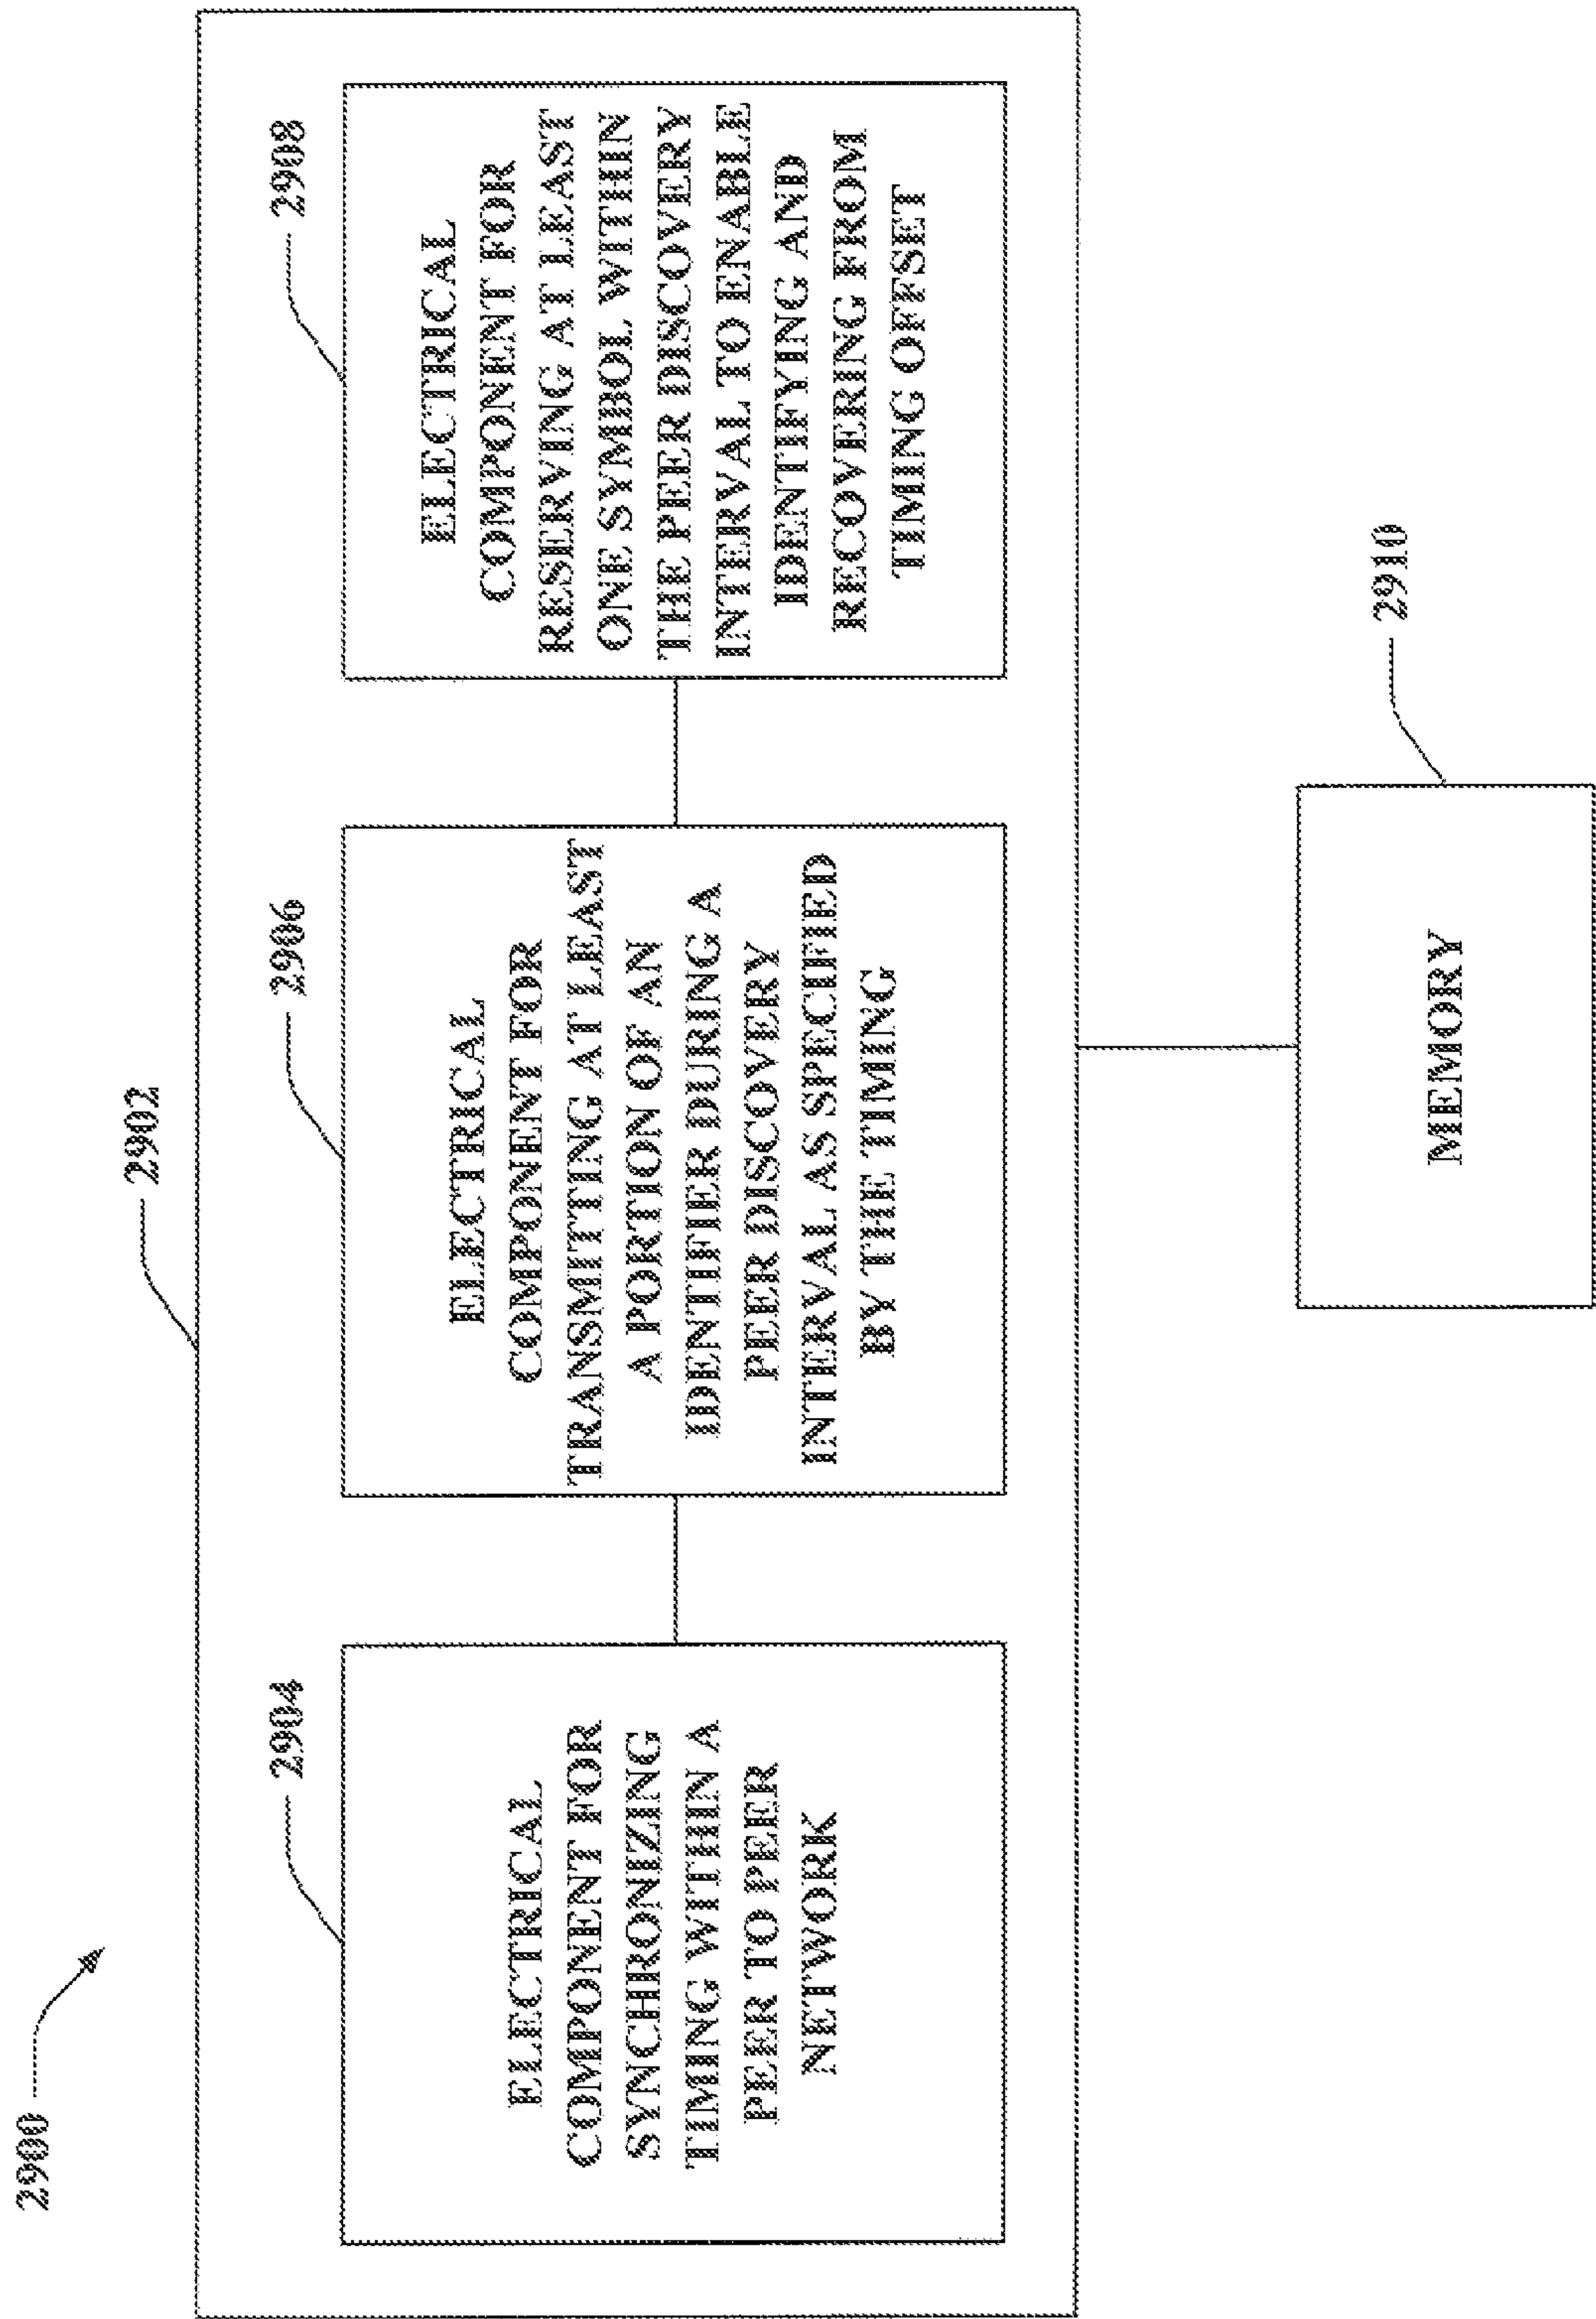 2900
2902
2904
ELECTRICAL
COMPONENT FOR
SYNCHRONIZING
TIMING WITHIN A
PEER TO PEER
NETWORK
2906
ELECTRICAL
COMPONENT FOR
TRANSMITTING AT LEAST
A PORTION OF AN
IDENTIFIER DURING A
PEER DISCOVERY
INTERVAL AS SPECIFIED
BY THE TIMING
2908
ELECTRICAL
COMPONENT FOR
RESERVING AT LEAST
ONE SYMBOL WITHIN
THE PEER DISCOVERY
INTERVAL TO ENABLE
IDENTIFYING AND
RECOVERING FROM
TIMING OFFSET
2910
MEMORY